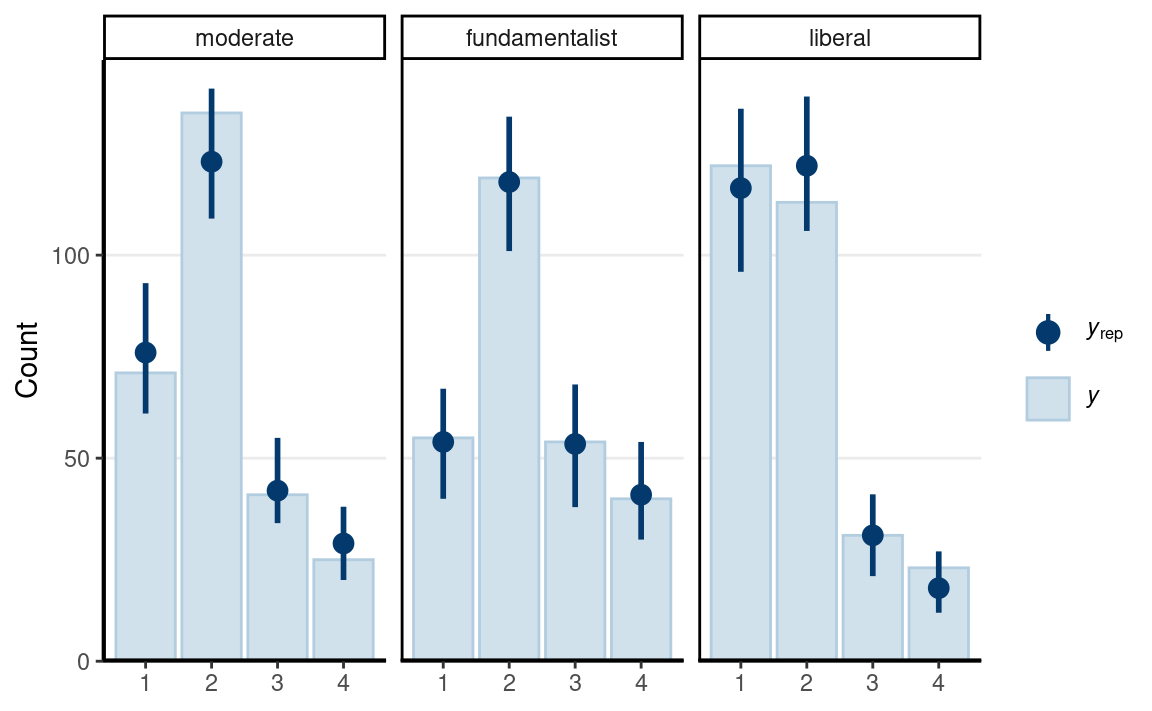 moderate
fundamentalist
liberal
Count
100
50
0
1 2 3 4
1 2 3 4
1 2 3 4
yrep
y